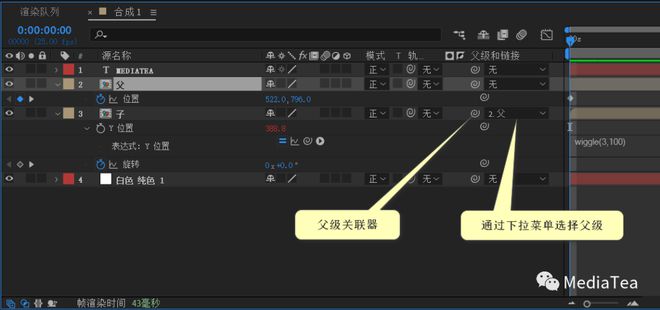 渲染队列 × 合成 1
0:00:00:00
00000 (25.00 fps)
# 源名称 fx 模式 T 轨... 父级和链接 0s
1 T MEDIATEA 正 无 无
2 父 正 无 无
位置 522.0,796.0
3 子 正 无 2.父
Y 位置 388.8
表达式: Y 位置 wiggle(3,100)
旋转 0x+0.0°
4 白色 纯色 1 正 无 无
父级关联器 通过下拉菜单选择父级
MediaTea
帧渲染时间 43毫秒